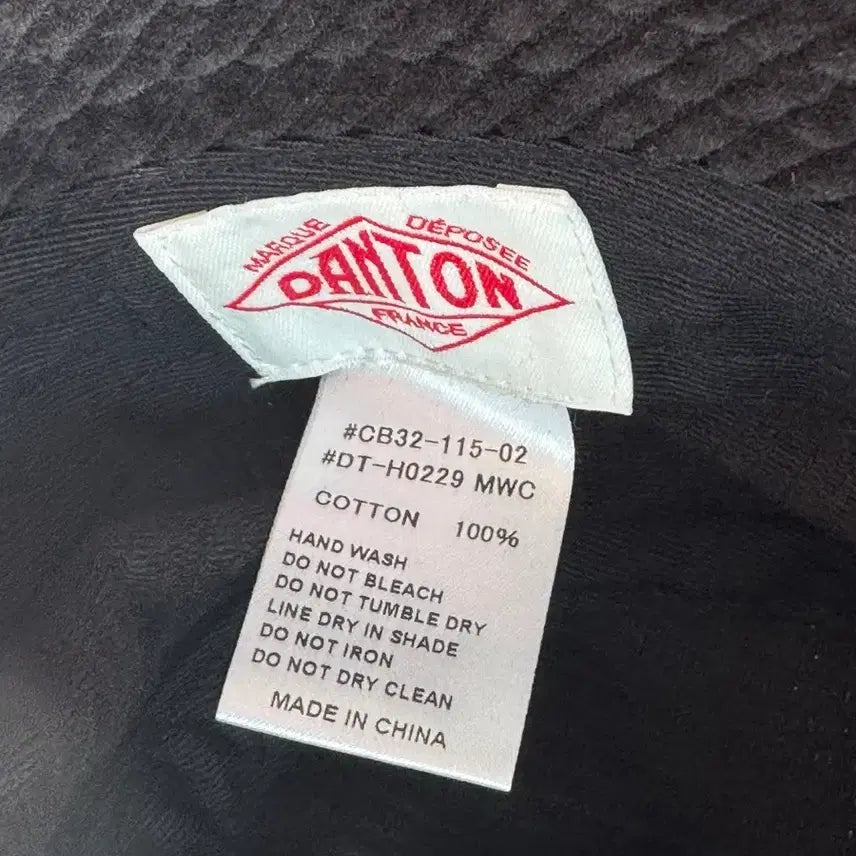 MARQUE DÉPOSÉE
DANTON
FRANCE
#CB32-115-02
#DT-H0229 MWC
COTTON 100%
HAND WASH
DO NOT BLEACH
DO NOT TUMBLE DRY
LINE DRY IN SHADE
DO NOT IRON
DO NOT DRY CLEAN
MADE IN CHINA